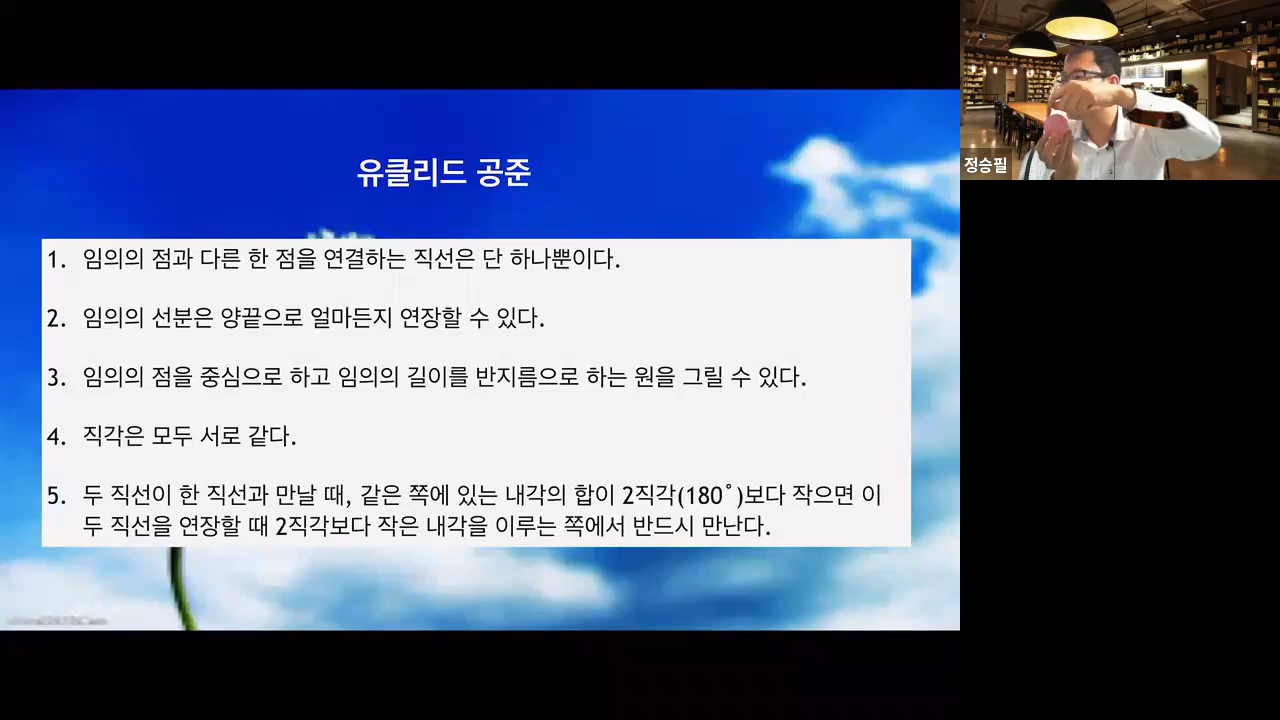 유클리드 공준
1. 임의의 점과 다른 한 점을 연결하는 직선은 단 하나뿐이다.
2. 임의의 선분은 양끝으로 얼마든지 연장할 수 있다.
3. 임의의 점을 중심으로 하고 임의의 길이를 반지름으로 하는 원을 그릴 수 있다.
4. 직각은 모두 서로 같다.
5. 두 직선이 한 직선과 만날 때, 같은 쪽에 있는 내각의 합이 2직각(180˚)보다 작으면 이
두 직선을 연장할 때 2직각보다 작은 내각을 이루는 쪽에서 반드시 만난다.
정승필